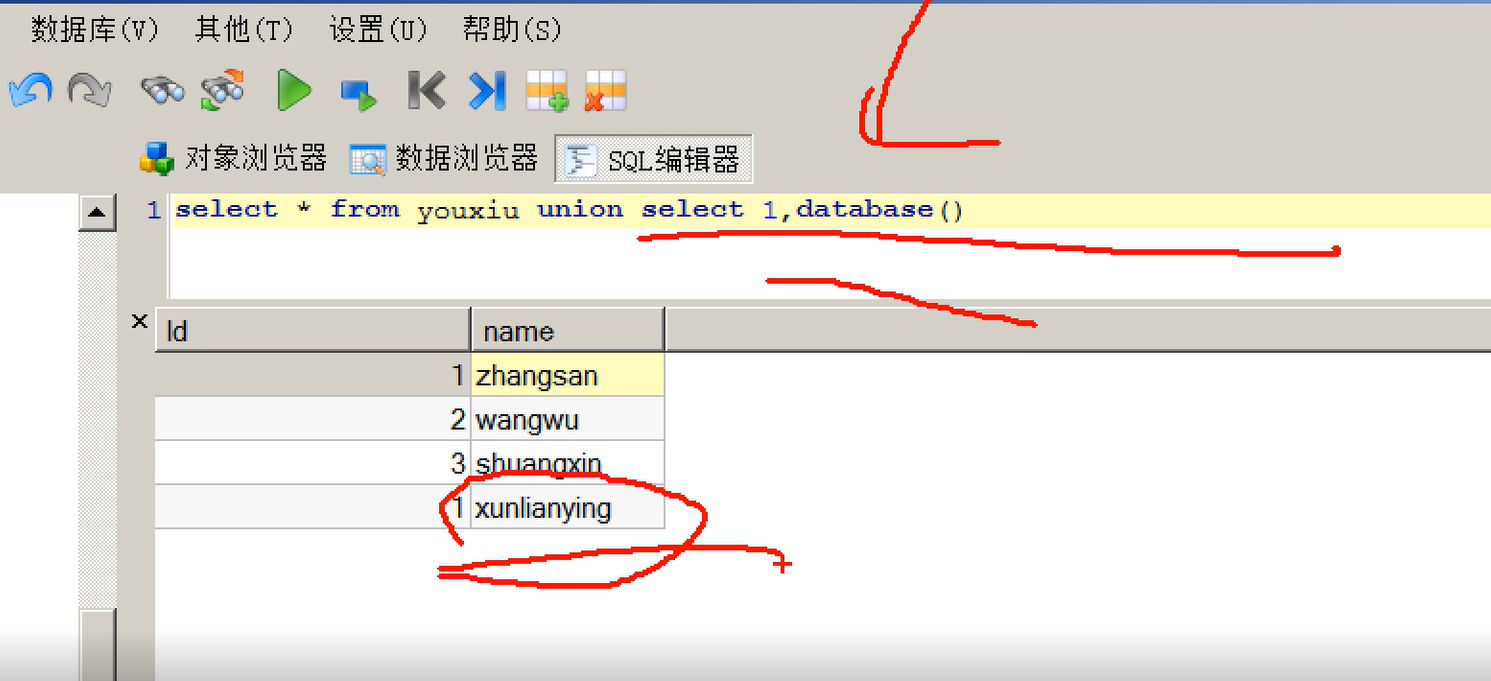 数据库(V) 其他(T) 设置(U) 帮助(S)
对象浏览器 数据浏览器 SQL编辑器
1 select * from youxiu union select 1,database()
Id name
1 zhangsan
2 wangwu
3 shuangxin
1 xunlianying